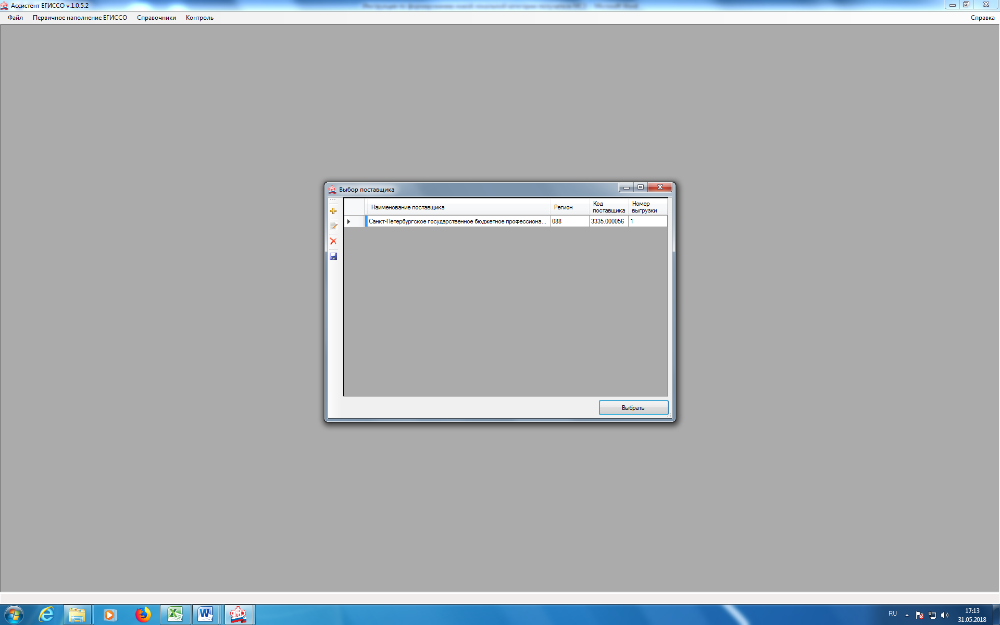 Ассистент ЕГИССО v.1.0.5.2
Файл Первичное наполнение ЕГИССО Справочники Контроль Справка
Выбор поставщика
Наименование поставщика Регион Код поставщика Номер выгрузки
Санкт-Петербургское государственное бюджетное профессиона... 088 3335.000056 1
Выбрать
RU
17:13
31.05.2018